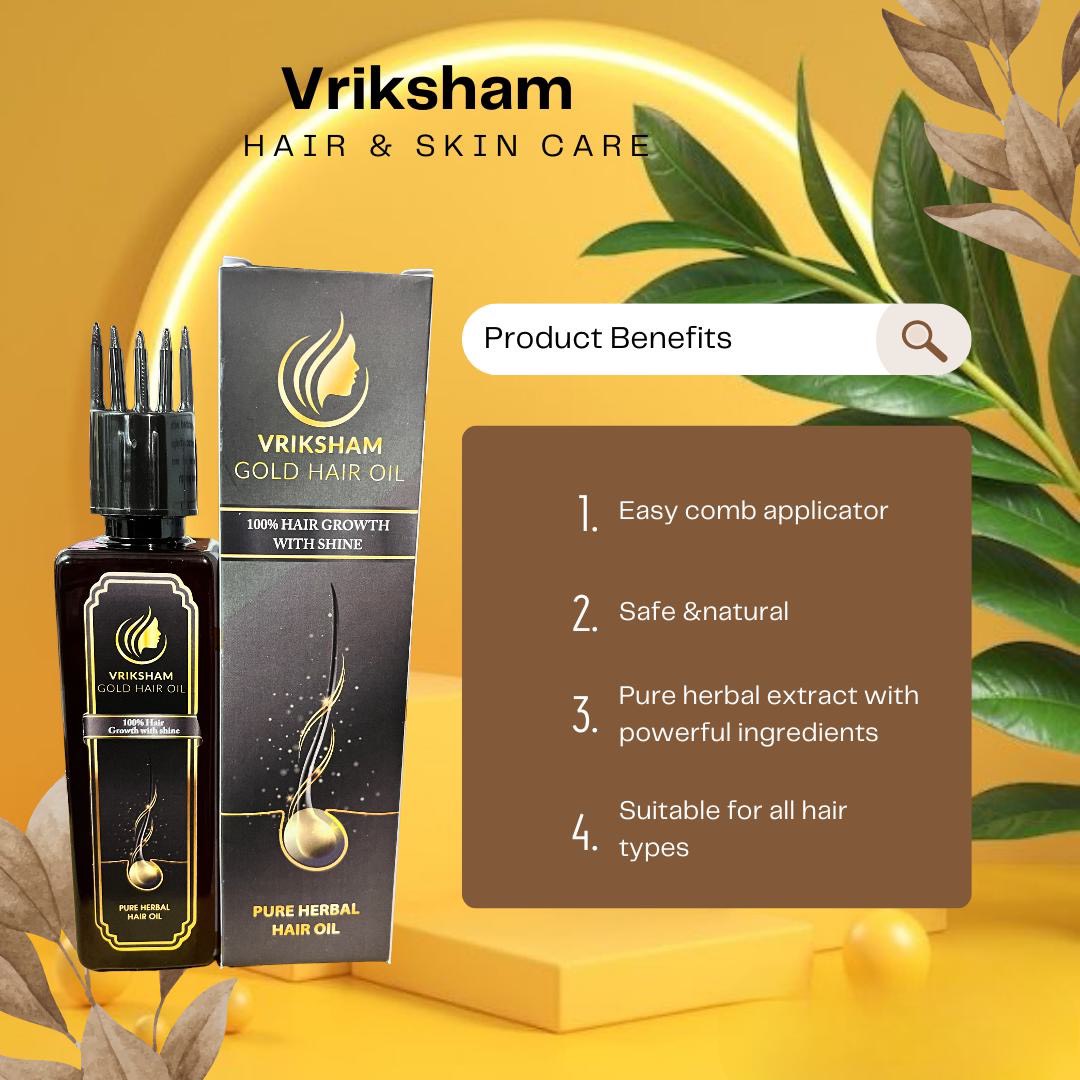 Vriksham
HAIR & SKIN CARE
Product Benefits
1. Easy comb applicator
2. Safe &natural
3. Pure herbal extract with
powerful ingredients
4. Suitable for all hair
types
VRIKSHAM
GOLD HAIR OIL
100% HAIR GROWTH
WITH SHINE
PURE HERBAL
HAIR OIL
VRIKSHAM
GOLD HAIR OIL
100% Hair
Growth with shine
PURE HERBAL
HAIR OIL